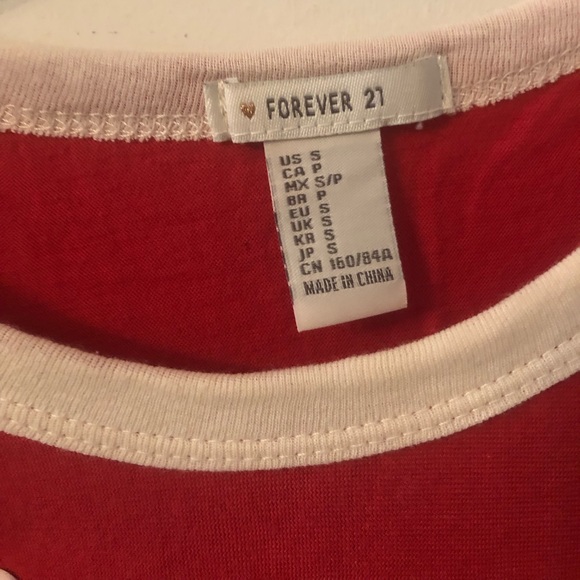 FOREVER 21
US S
CA P
MX S/P
BR P
EU S
UK S
KR S
JP S
CN 160/84A
MADE IN CHINA